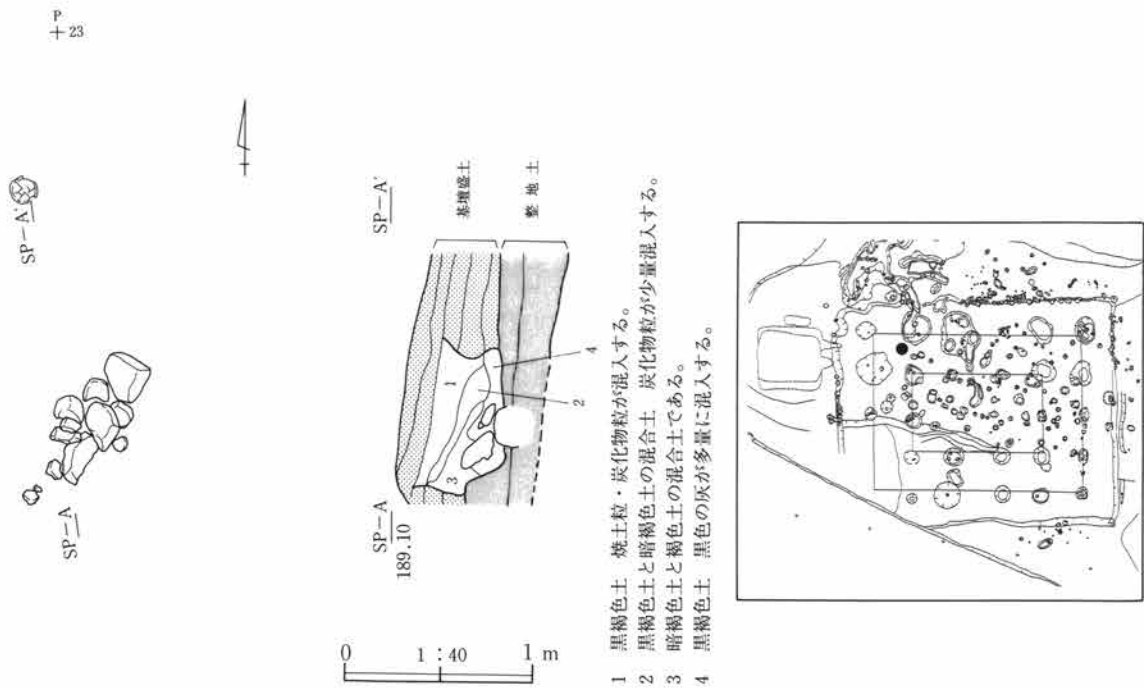 P
23
SP－A′
SP－A
SP－A
189.10
SP－A′
基壇盛土
整地土
1
2
3
4
0 1:40 1m
1 黒褐色土 焼土粒・炭化物粒が混入する。
2 黒褐色土と暗褐色土の混合土 炭化物粒が少量混入する。
3 暗褐色土と褐色土の混合土である。
4 黒褐色土 黒色の灰が多量に混入する。